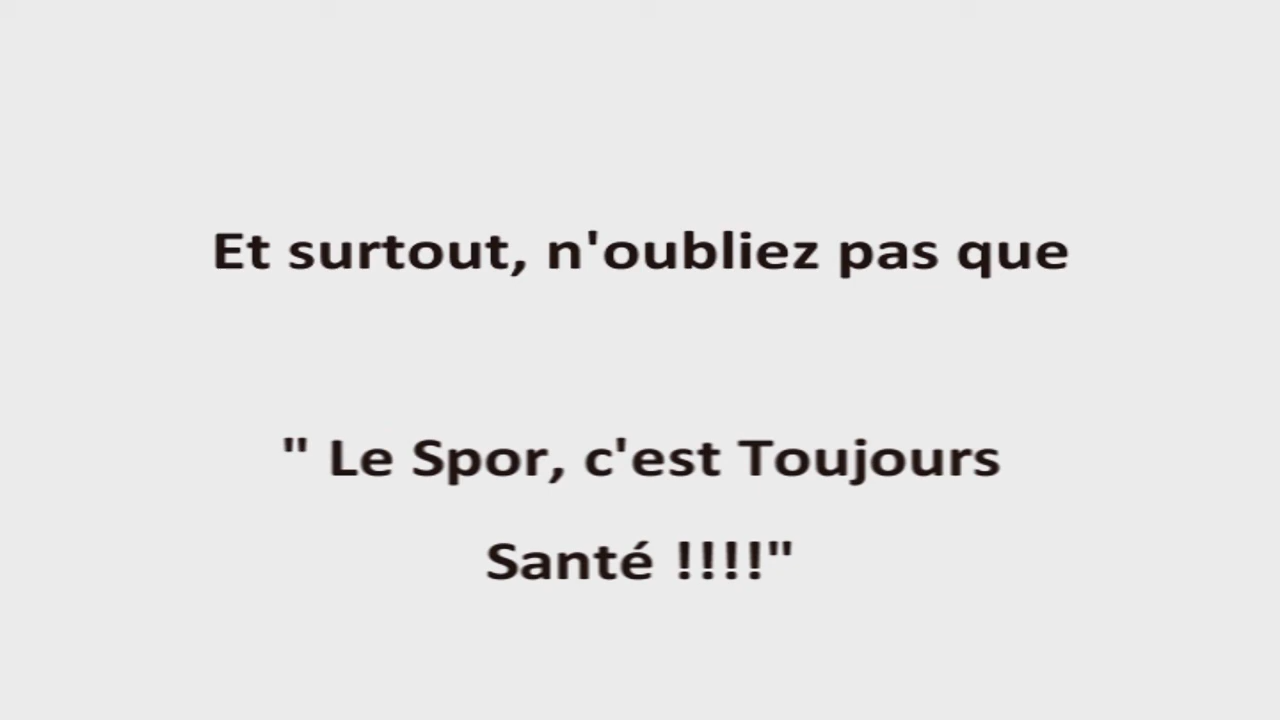 Et surtout, n'oubliez pas que
" Le Spor, c'est Toujours
Santé !!!!"